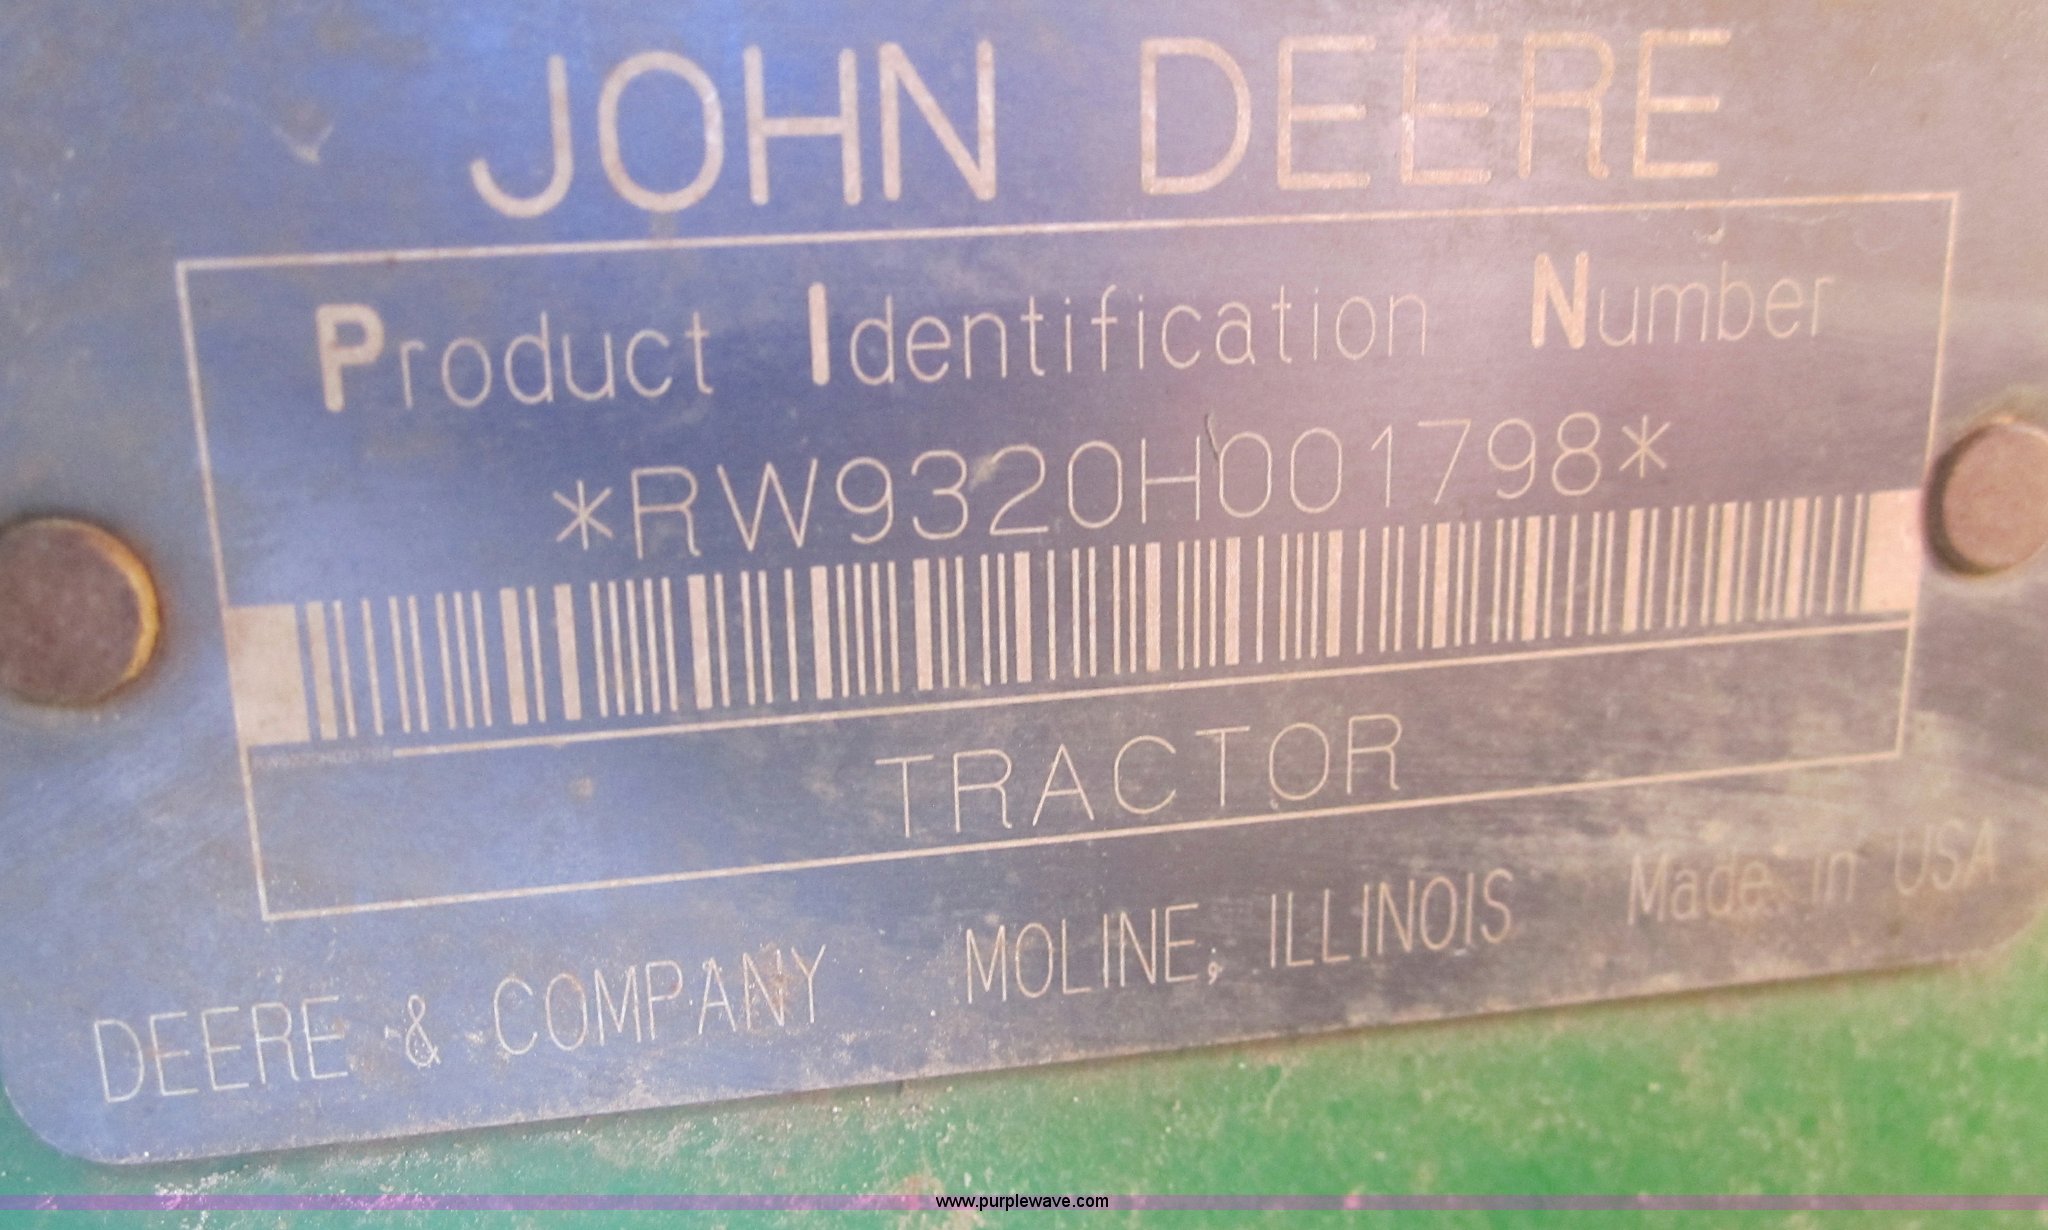 JOHN DEERE
Product Identification Number
*RW9320H001798*
TRACTOR
DEERE & COMPANY MOLINE, ILLINOIS Made in USA
www.purplewave.com